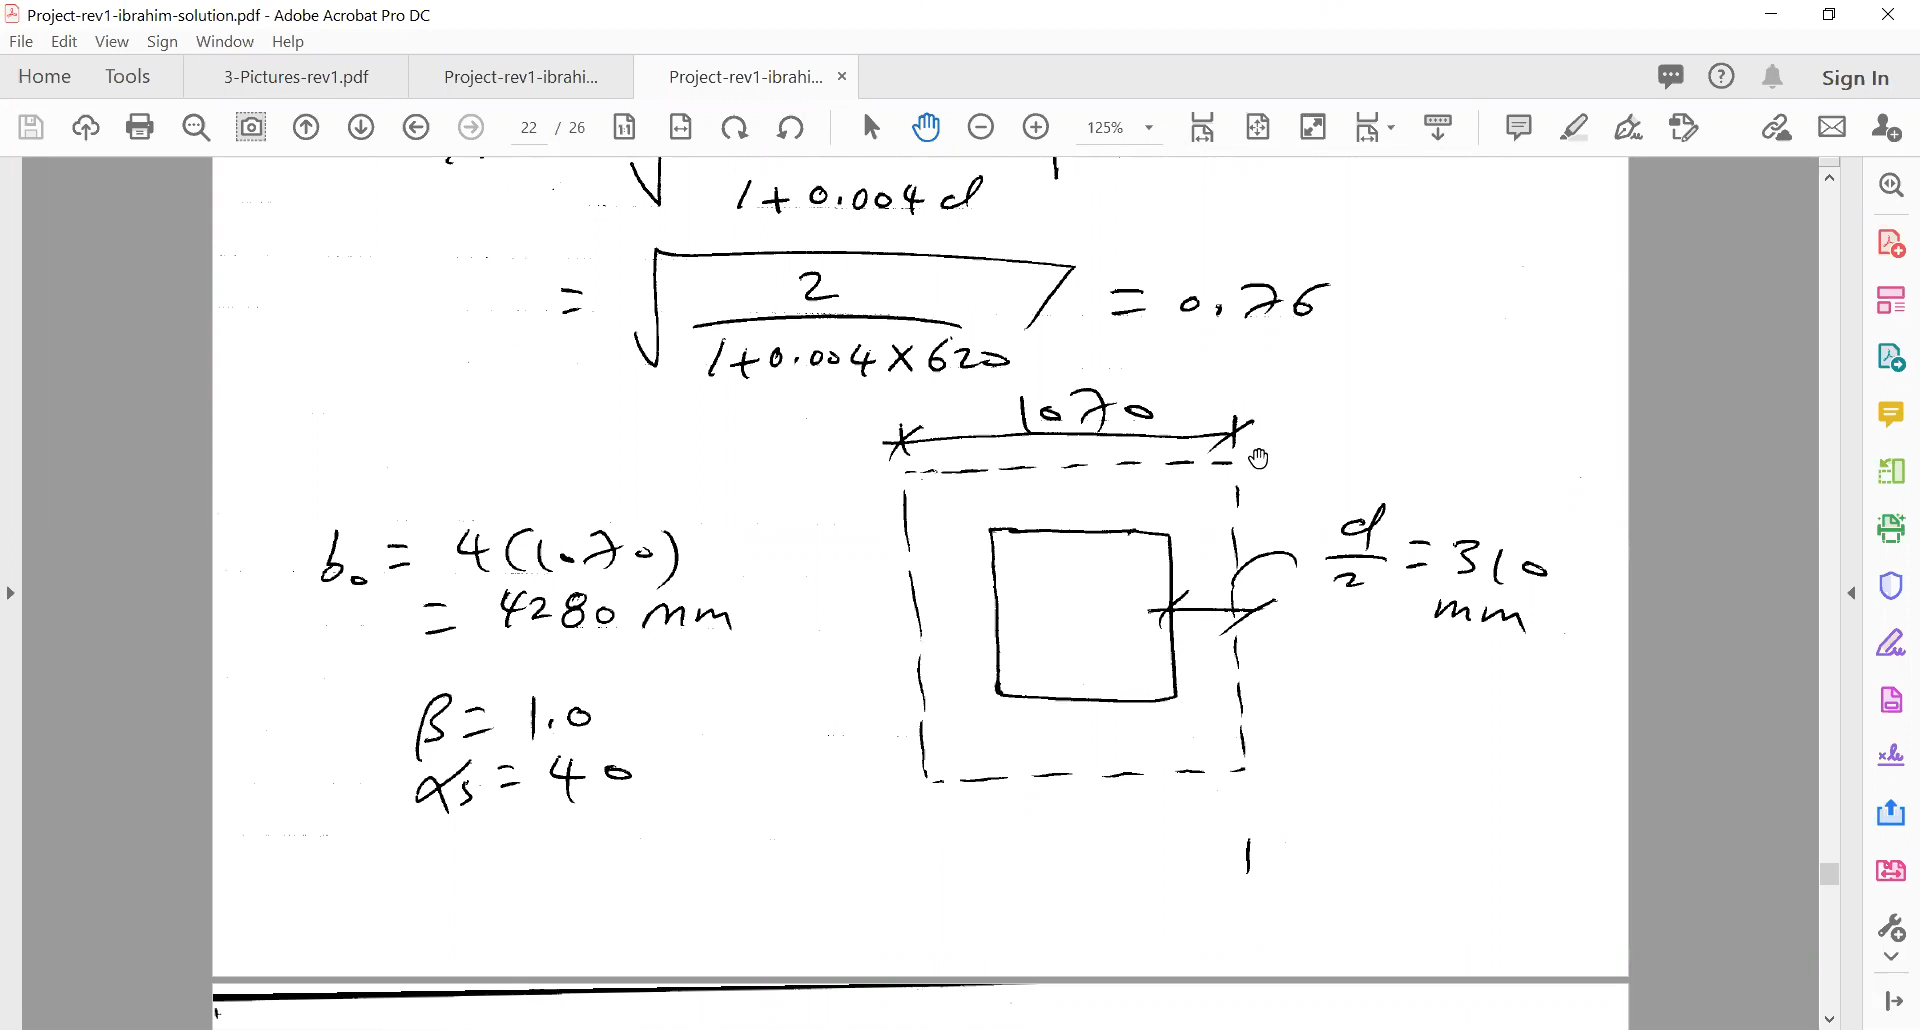 Project-rev1-ibrahim-solution.pdf - Adobe Acrobat Pro DC
File Edit View Sign Window Help
Home Tools 3-Pictures-rev1.pdf Project-rev1-ibrahi... Project-rev1-ibrahi... × Sign In
22 / 26 125%
1+0.004d
= √ 2 / 1+0.004×620 = 0.76
1070
b₀ = 4(1070)
= 4280 mm
d/2 = 310
mm
β = 1.0
αs = 40